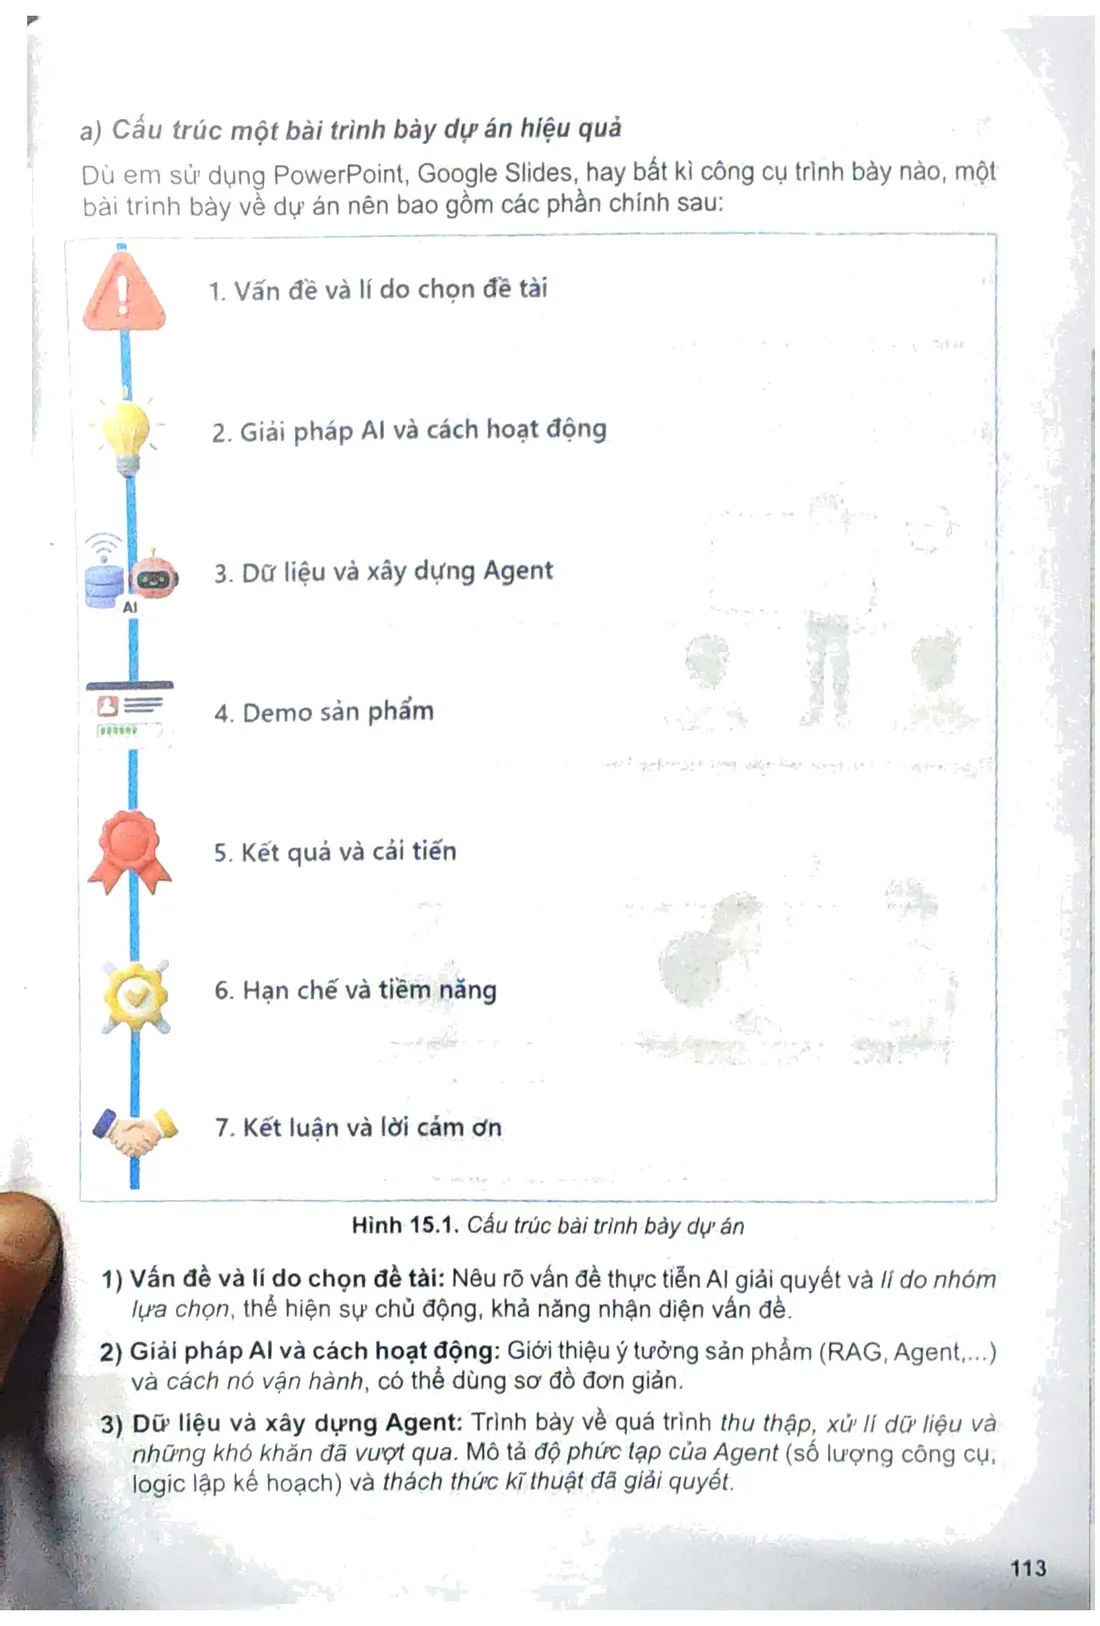 a) Cấu trúc một bài trình bày dự án hiệu quả
Dù em sử dụng PowerPoint, Google Slides, hay bất kì công cụ trình bày nào, một
bài trình bày về dự án nên bao gồm các phần chính sau:
1. Vấn đề và lí do chọn đề tài
2. Giải pháp AI và cách hoạt động
3. Dữ liệu và xây dựng Agent
AI
4. Demo sản phẩm
5. Kết quả và cải tiến
6. Hạn chế và tiềm năng
7. Kết luận và lời cảm ơn
Hình 15.1. Cấu trúc bài trình bày dự án
1) Vấn đề và lí do chọn đề tài: Nêu rõ vấn đề thực tiễn AI giải quyết và lí do nhóm
lựa chọn, thể hiện sự chủ động, khả năng nhận diện vấn đề.
2) Giải pháp AI và cách hoạt động: Giới thiệu ý tưởng sản phẩm (RAG, Agent,...)
và cách nó vận hành, có thể dùng sơ đồ đơn giản.
3) Dữ liệu và xây dựng Agent: Trình bày về quá trình thu thập, xử lí dữ liệu và
những khó khăn đã vượt qua. Mô tả độ phức tạp của Agent (số lượng công cụ,
logic lập kế hoạch) và thách thức kĩ thuật đã giải quyết.
113